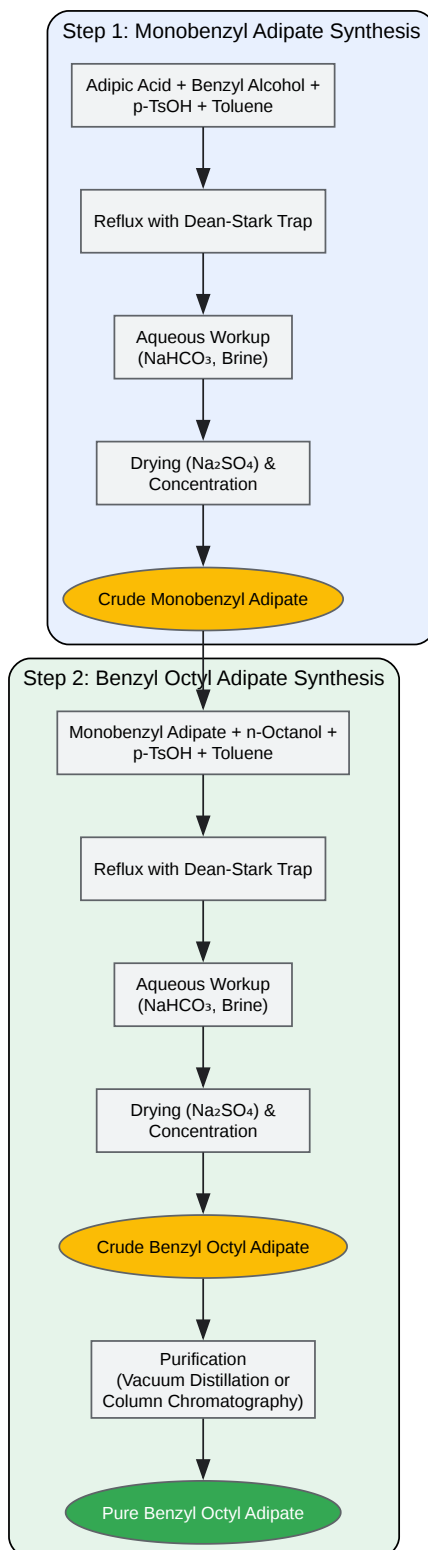 Step 1: Monobenzyl Adipate Synthesis
Adipic Acid + Benzyl Alcohol +
p-TsOH + Toluene
Reflux with Dean-Stark Trap
Aqueous Workup
(NaHCO₃, Brine)
Drying (Na₂SO₄) &
Concentration
Crude Monobenzyl Adipate
Step 2: Benzyl Octyl Adipate Synthesis
Monobenzyl Adipate + n-Octanol +
p-TsOH + Toluene
Reflux with Dean-Stark Trap
Aqueous Workup
(NaHCO₃, Brine)
Drying (Na₂SO₄) &
Concentration
Crude Benzyl Octyl Adipate
Purification
(Vacuum Distillation or
Column Chromatography)
Pure Benzyl Octyl Adipate